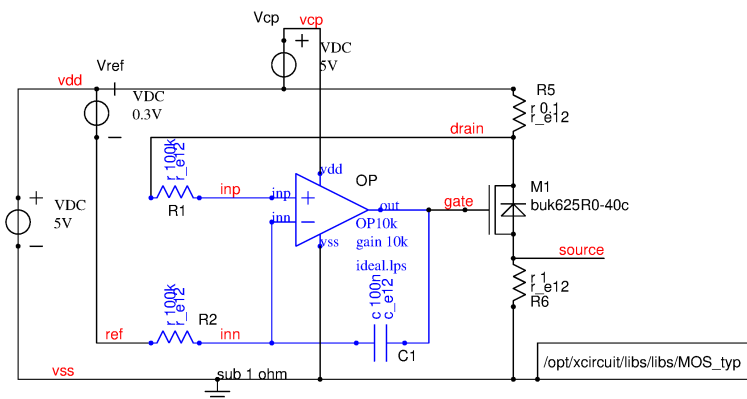 Vcp
vcp
VDC
5V
Vref
vdd
VDC
0.3V
R5
r 0.1
r_e12
drain
r 100k
r_e12
vdd
OP
M1
buk625R0-40c
inp
inp
R1
inn
out
gate
OP10k
gain 10k
VDC
5V
vss
source
ideal.lps
r 1
r_e12
R6
r 100k
r_e12
R2
c 100n
c_e12
ref
inn
C1
/opt/xcircuit/libs/libs/MOS_typ
vss
sub 1 ohm